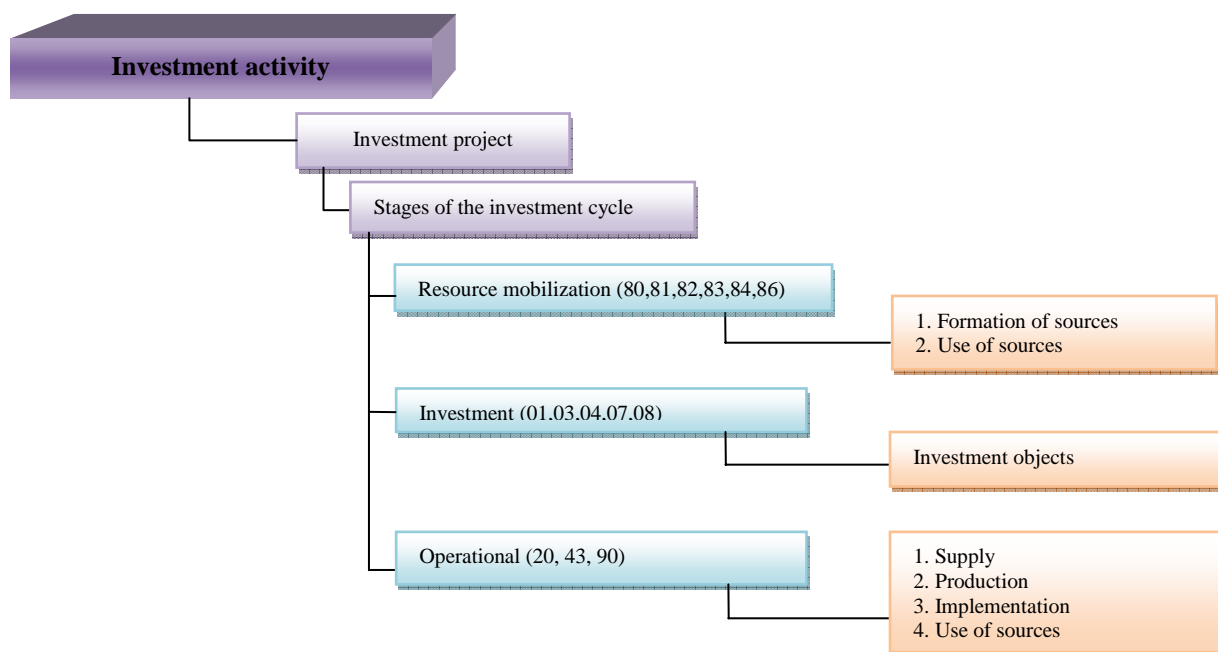 Investment activity
Investment project
Stages of the investment cycle
Resource mobilization (80,81,82,83,84,86)
1. Formation of sources
2. Use of sources
Investment (01,03,04,07,08)
Investment objects
Operational (20, 43, 90)
1. Supply
2. Production
3. Implementation
4. Use of sources